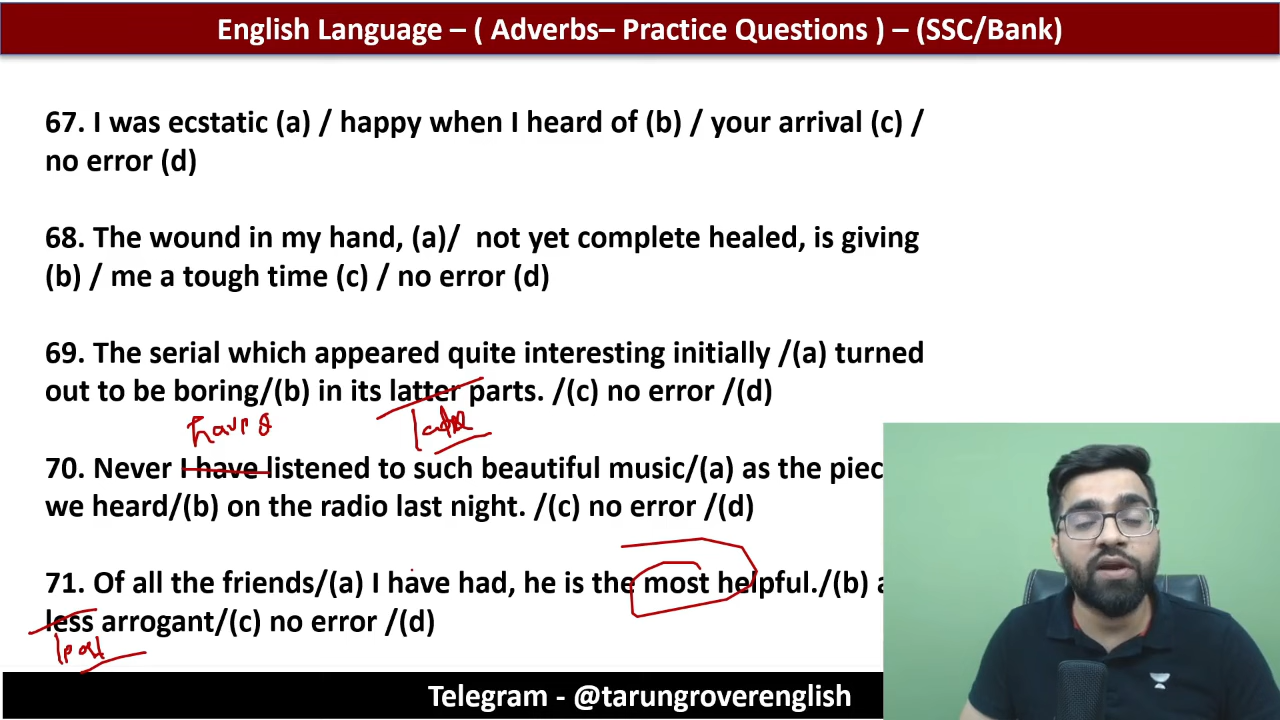 English Language – ( Adverbs– Practice Questions ) – (SSC/Bank)
67. I was ecstatic (a) / happy when I heard of (b) / your arrival (c) /
no error (d)
68. The wound in my hand, (a)/ not yet complete healed, is giving
(b) / me a tough time (c) / no error (d)
69. The serial which appeared quite interesting initially /(a) turned
out to be boring/(b) in its latter parts. /(c) no error /(d)
have
70. Never I have listened to such beautiful music/(a) as the
we heard/(b) on the radio last night. /(c) no error /(d)
71. Of all the friends/(a) I have had, he is the most helpful./(b)
less arrogant/(c) no error /(d)
Telegram - @tarungroverenglish